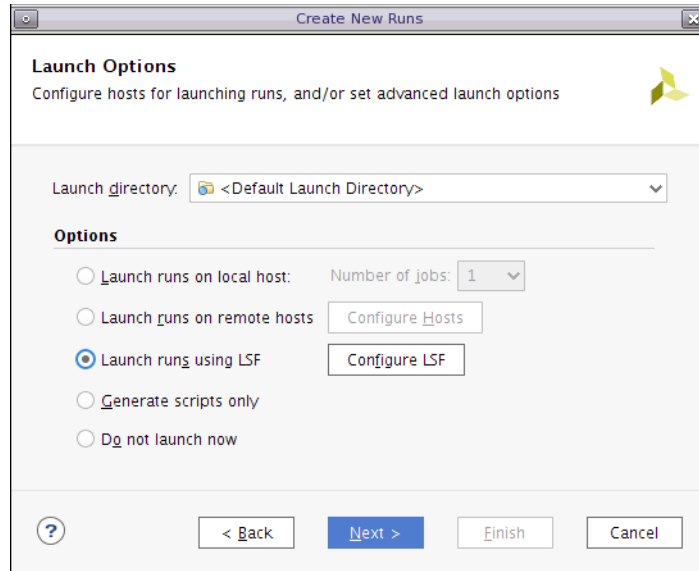 Create New Runs
Launch Options
Configure hosts for launching runs, and/or set advanced launch options
Launch directory: <Default Launch Directory>
Options
Launch runs on local host: Number of jobs: 1
Launch runs on remote hosts Configure Hosts
Launch runs using LSF Configure LSF
Generate scripts only
Do not launch now
? < Back Next > Finish Cancel